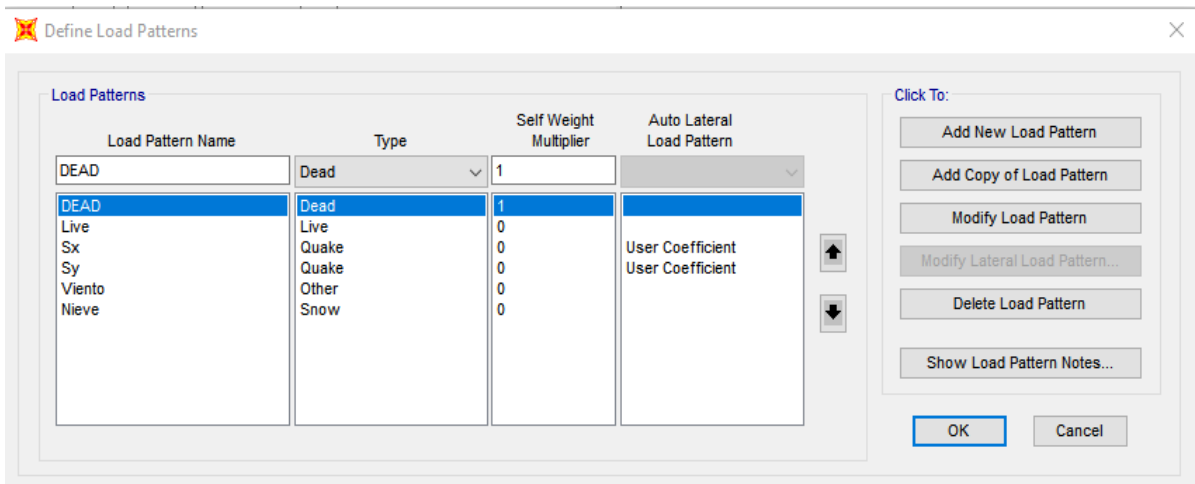 Define Load Patterns
Load Patterns
Click To:
Load Pattern Name
Type
Self Weight
Multiplier
Auto Lateral
Load Pattern
DEAD Dead 1
DEAD Dead 1
Live Live 0
Sx Quake 0 User Coefficient
Sy Quake 0 User Coefficient
Viento Other 0
Nieve Snow 0
Add New Load Pattern
Add Copy of Load Pattern
Modify Load Pattern
Modify Lateral Load Pattern...
Delete Load Pattern
Show Load Pattern Notes...
OK
Cancel